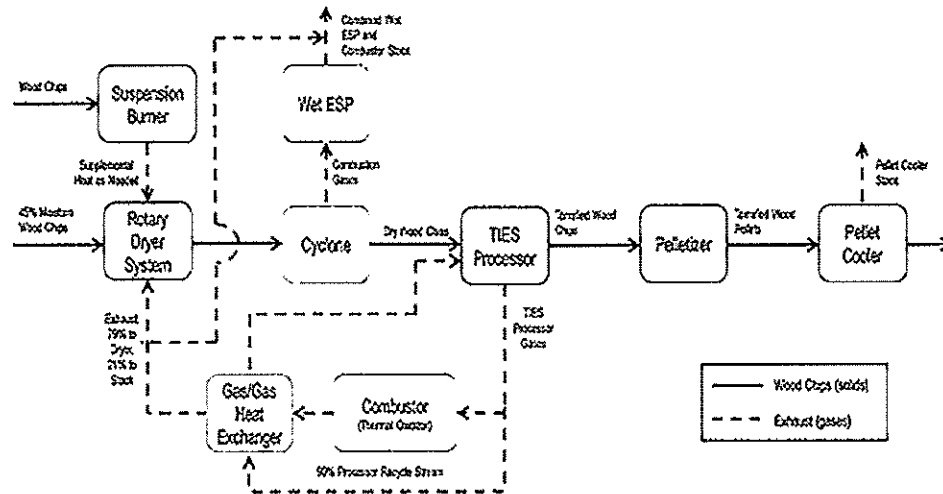 Combined Wet
ESP and
Combustor Stack
Wood Chips
Suspension
Burner
Wet ESP
Supplemental
Heat as Needed
Combustion
Gases
Pellet Cooler
Stack
45% Moisture
Wood Chips
Rotary
Dryer
System
Cyclone
Dry Wood Chips
TIES
Processor
Torrefied Wood
Chips
Pelletizer
Torrefied Wood
Pellets
Pellet
Cooler
Exhaust
79% to
Dryer,
21% to
Stack
TIES
Processor
Gases
Gas/Gas
Heat
Exchanger
Combustor
(Thermal Oxidizer)
Wood Chips (solids)
Exhaust (gases)
Processor Recycle Stream